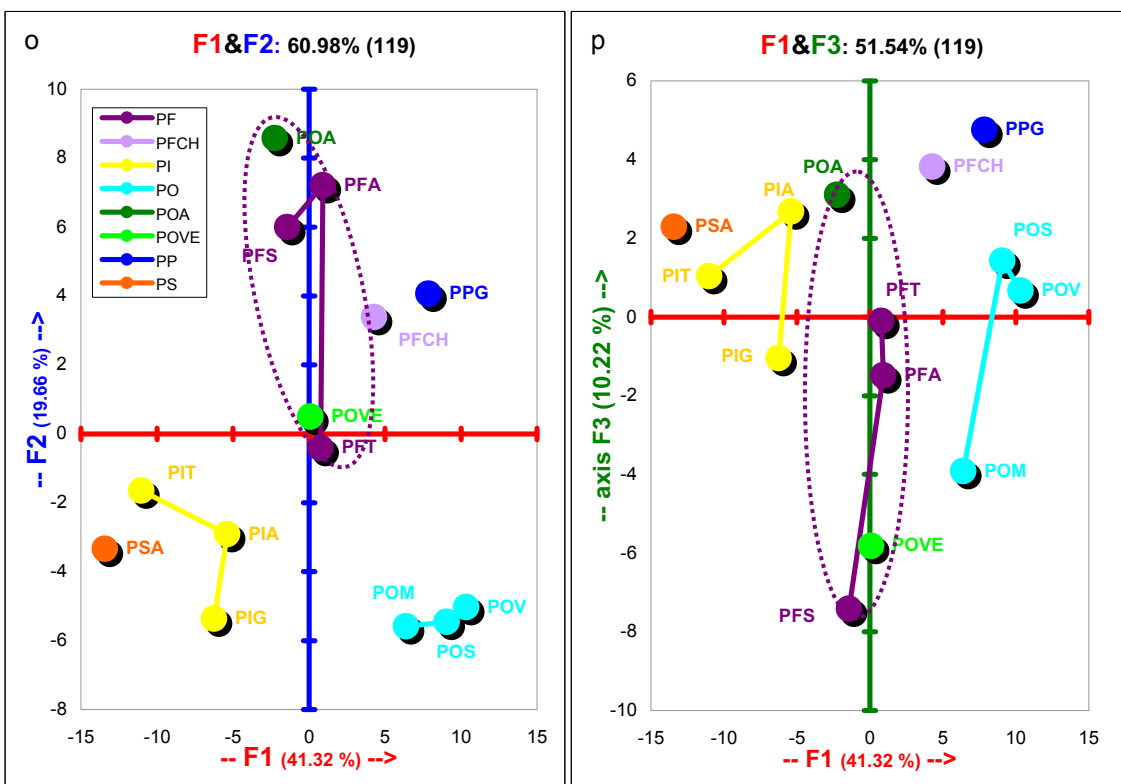 o
F1&F2: 60.98% (119)
10
8
6
4
2
0
-2
-4
-6
-8
-- F2 (19.66 %) -->
PF
PFCH
PI
PO
POA
POVE
PP
PS
POA
PFA
PFS
PPG
PFCH
POVE
PFT
PIT
PIA
PSA
PIG
POM
POV
POS
-15
-10
-5
0
5
10
15
-- F1 (41.32 %) -->
p
F1&F3: 51.54% (119)
6
4
2
0
-2
-4
-6
-8
-10
-- axis F3 (10.22 %) -->
PPG
POA
PFCH
PIA
PSA
POS
PIT
POV
PFT
PIG
PFA
POM
POVE
PFS
-15
-10
-5
0
5
10
15
-- F1 (41.32 %) -->